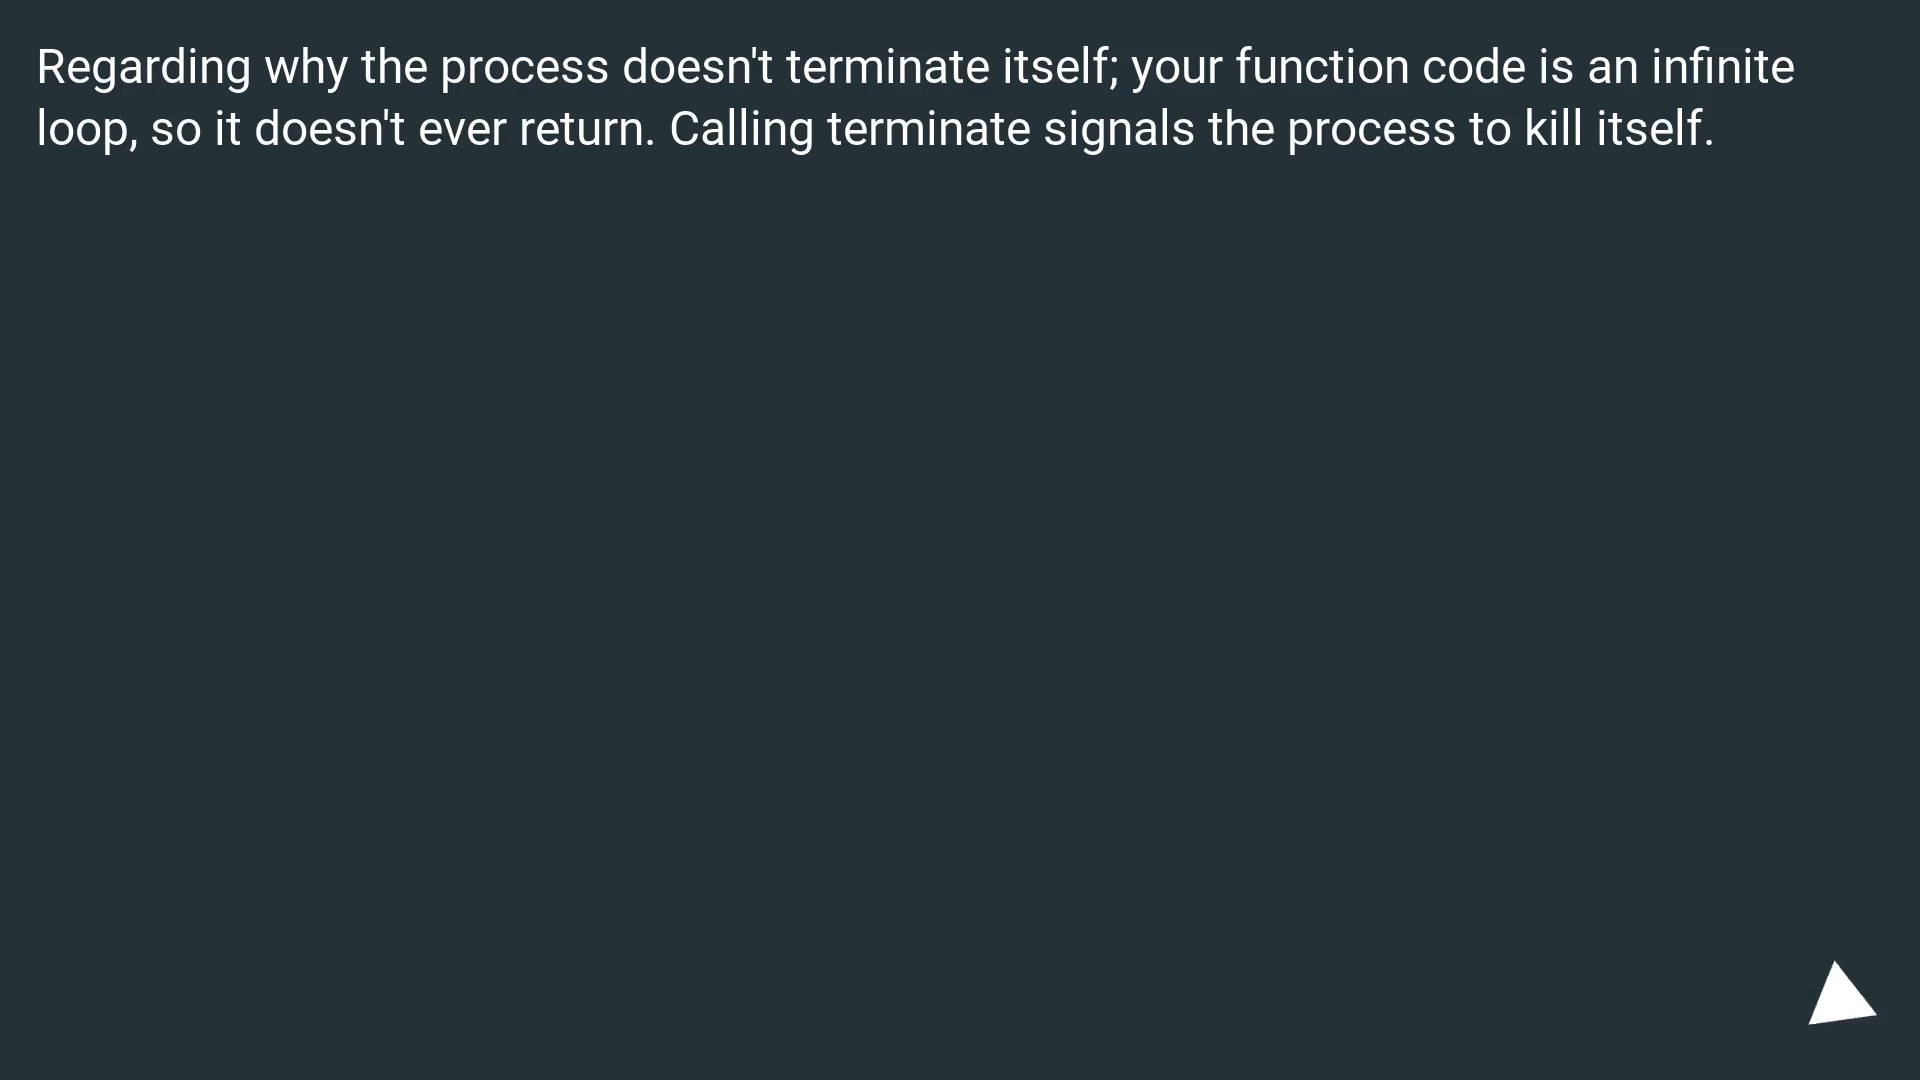 Regarding why the process doesn't terminate itself; your function code is an infinite
loop, so it doesn't ever return. Calling terminate signals the process to kill itself.